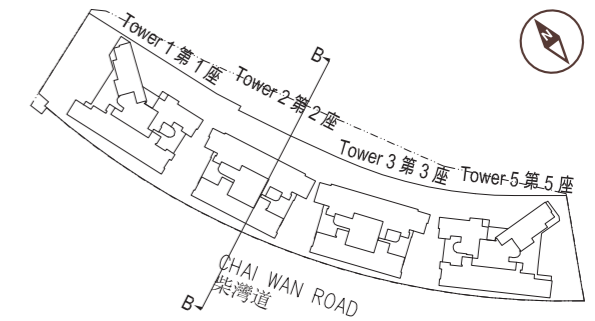 Tower 1 第 1 座
Tower 2 第 2 座
Tower 3 第 3 座
Tower 5 第 5 座
B
B
CHAI WAN ROAD
柴灣道
N